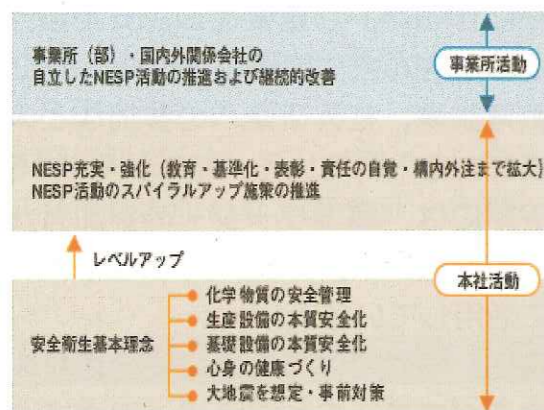 事業所（部）・国内外関係会社の
自立したNESP活動の推進および継続的改善
事業所活動
NESP充実・強化（教育・基準化・表彰・責任の自覚・構内外注まで拡大）
NESP活動のスパイラルアップ施策の推進
レベルアップ
本社活動
安全衛生基本理念
化学物質の安全管理
生産設備の本質安全化
基礎設備の本質安全化
心身の健康づくり
大地震を想定・事前対策